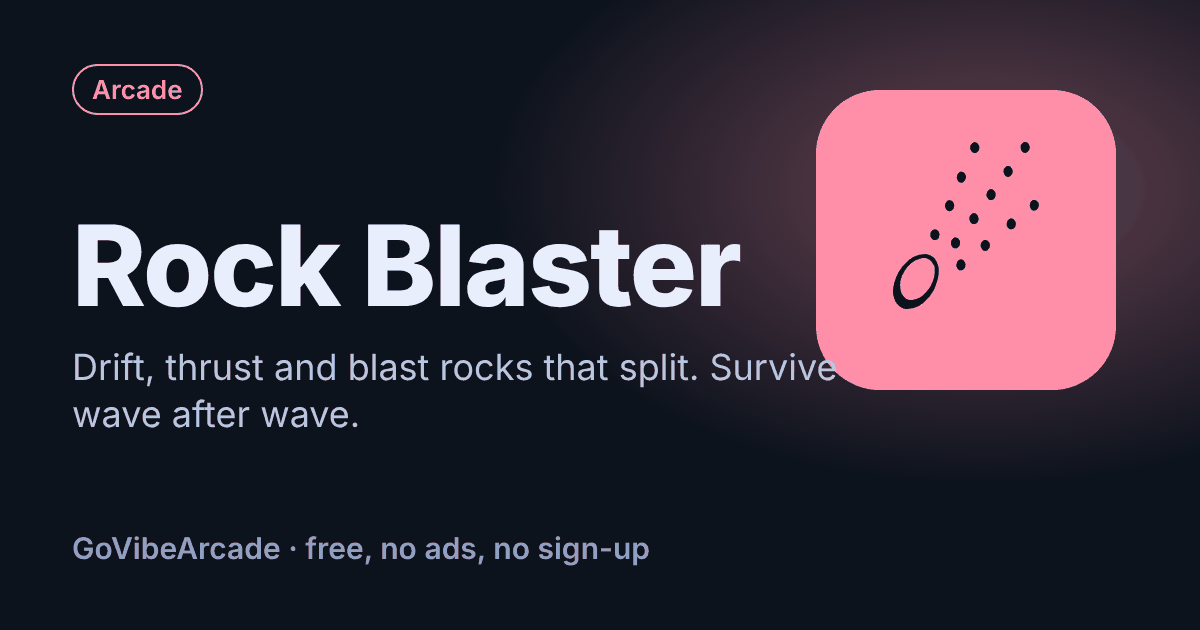 Arcade
Rock Blaster
Drift, thrust and blast rocks that split. Survive
wave after wave.
GoVibeArcade · free, no ads, no sign-up